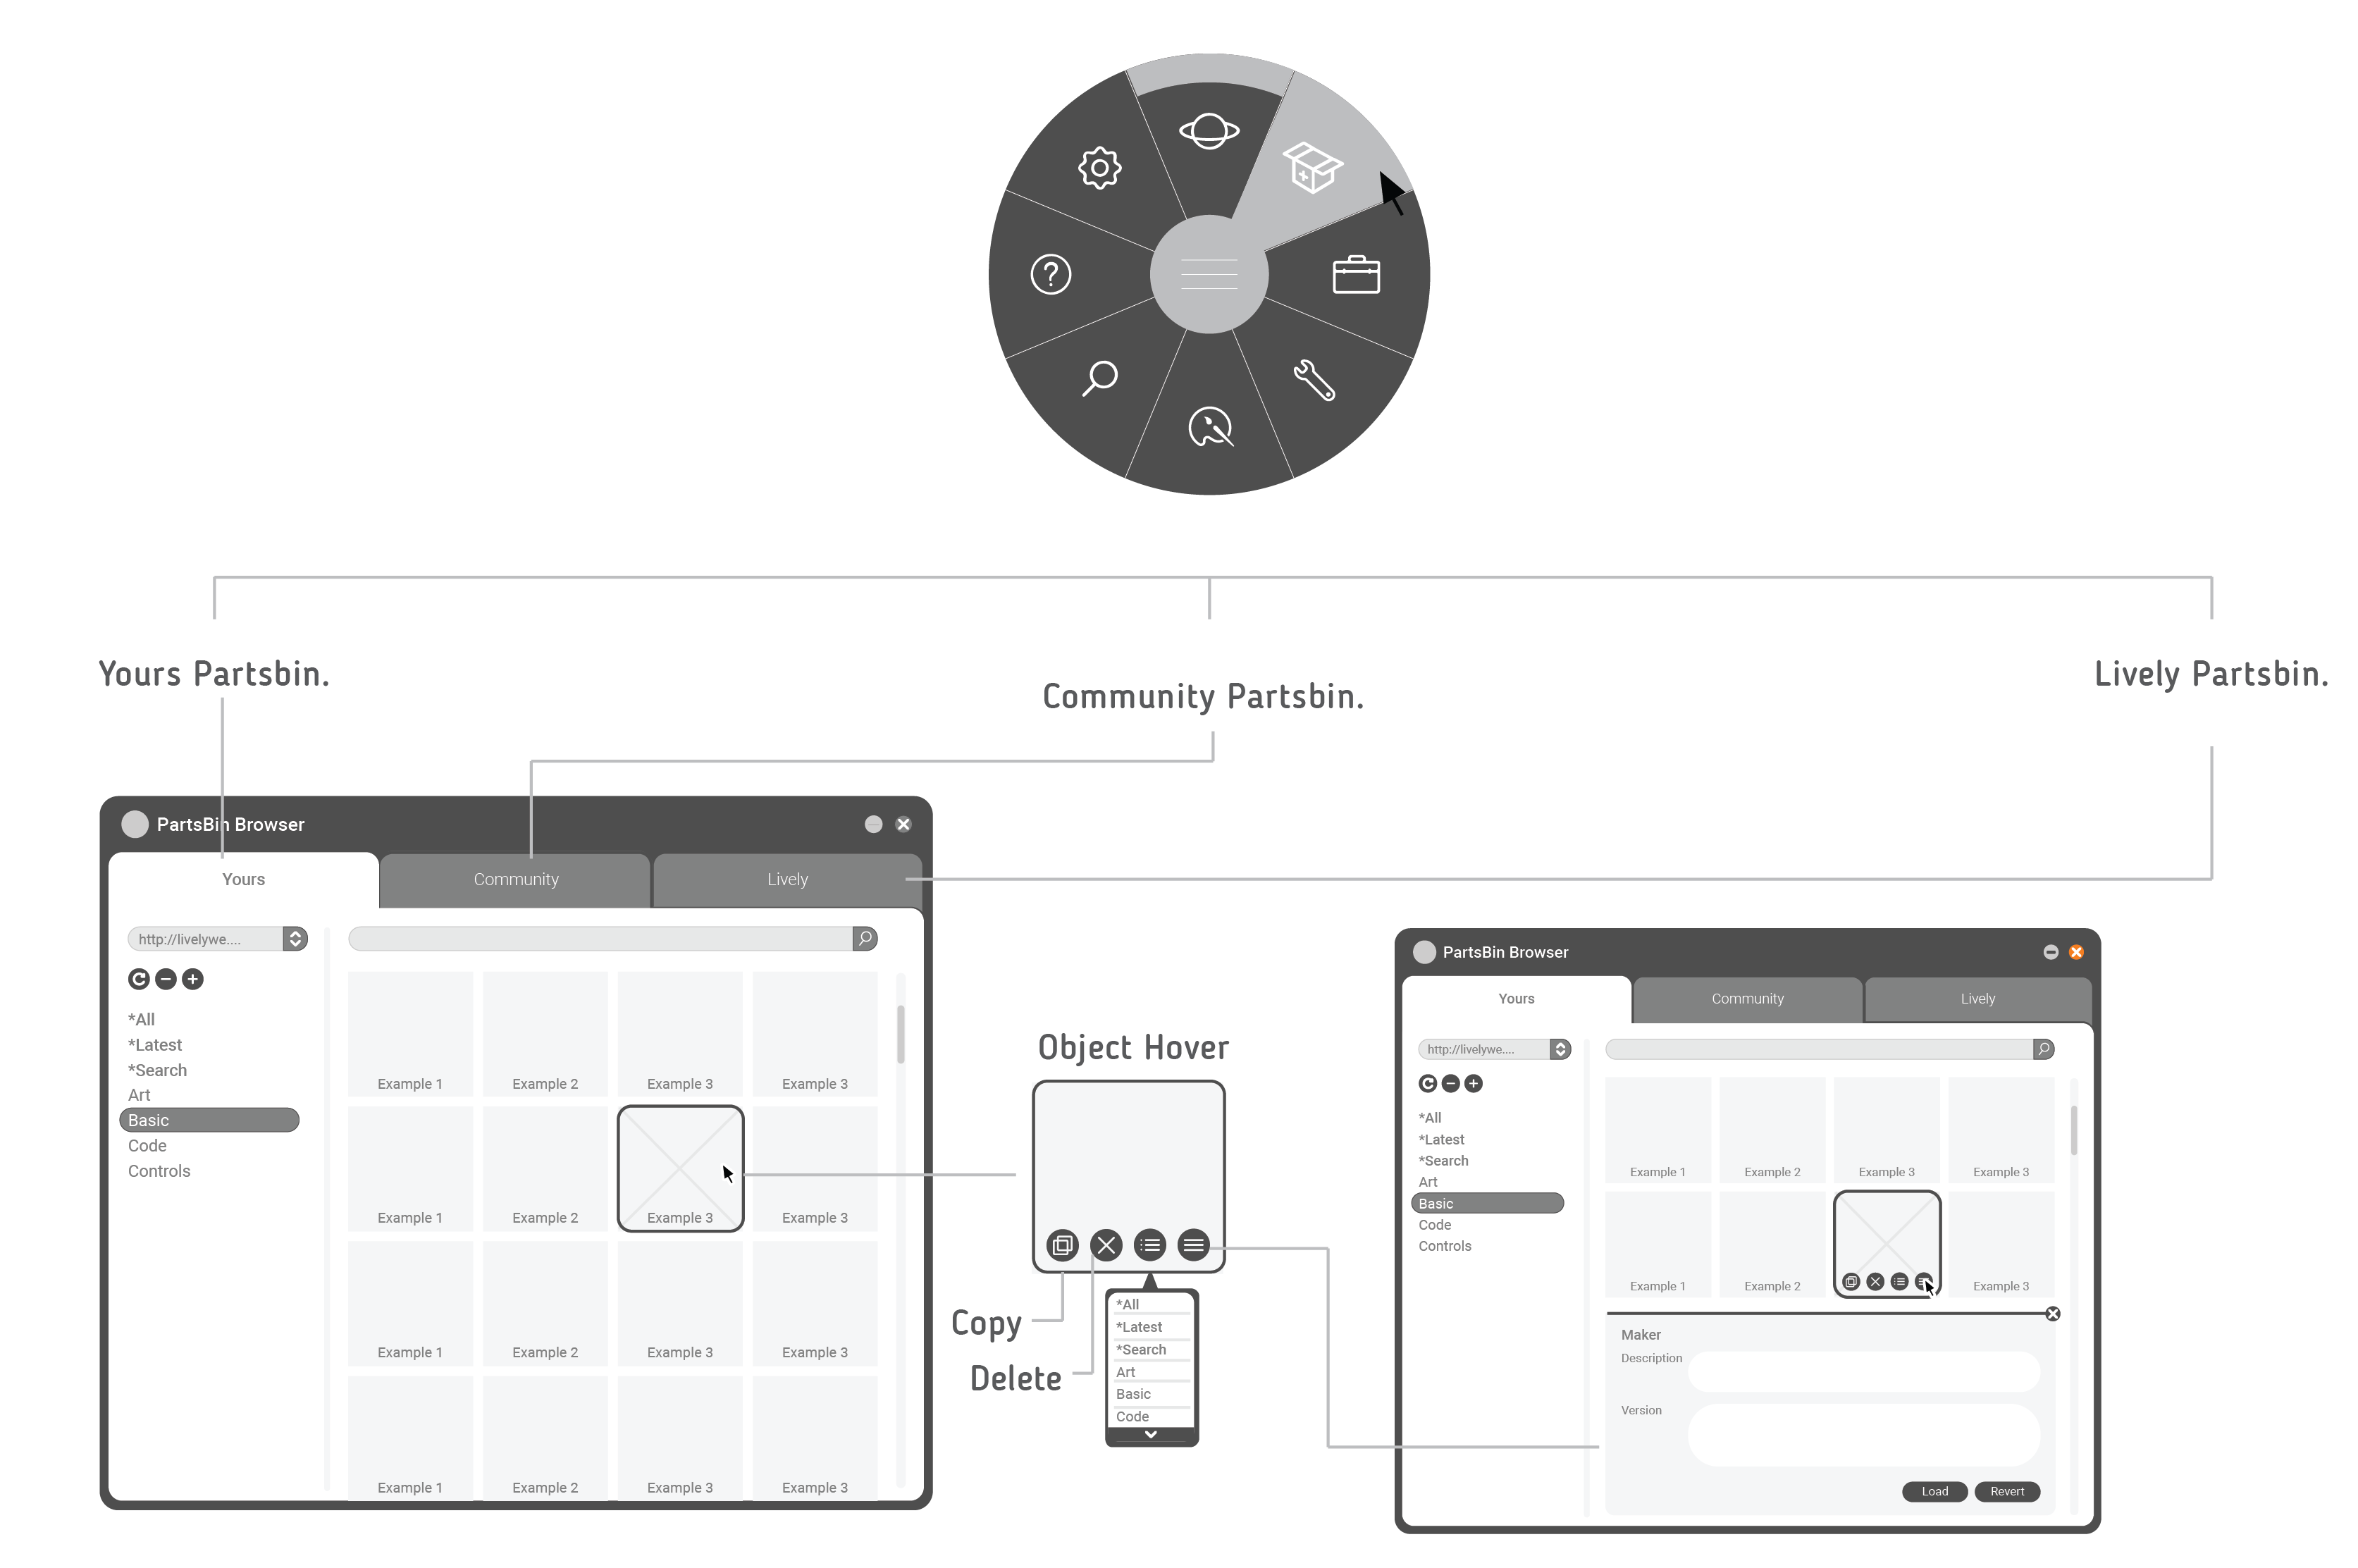 Yours Partsbin.
Community Partsbin.
Lively Partsbin.
PartsBin Browser
Yours
Community
Lively
http://livelywe....
*All
*Latest
*Search
Art
Basic
Code
Controls
Example 1
Example 2
Example 3
Example 3
Example 1
Example 2
Example 3
Example 3
Example 1
Example 2
Example 3
Example 3
Example 1
Example 2
Example 3
Example 3
Object Hover
Copy
Delete
*All
*Latest
*Search
Art
Basic
Code
PartsBin Browser
Yours
Community
Lively
http://livelywe....
*All
*Latest
*Search
Art
Basic
Code
Controls
Example 1
Example 2
Example 3
Example 3
Example 1
Example 2
Example 3
Maker
Description
Version
Load
Revert